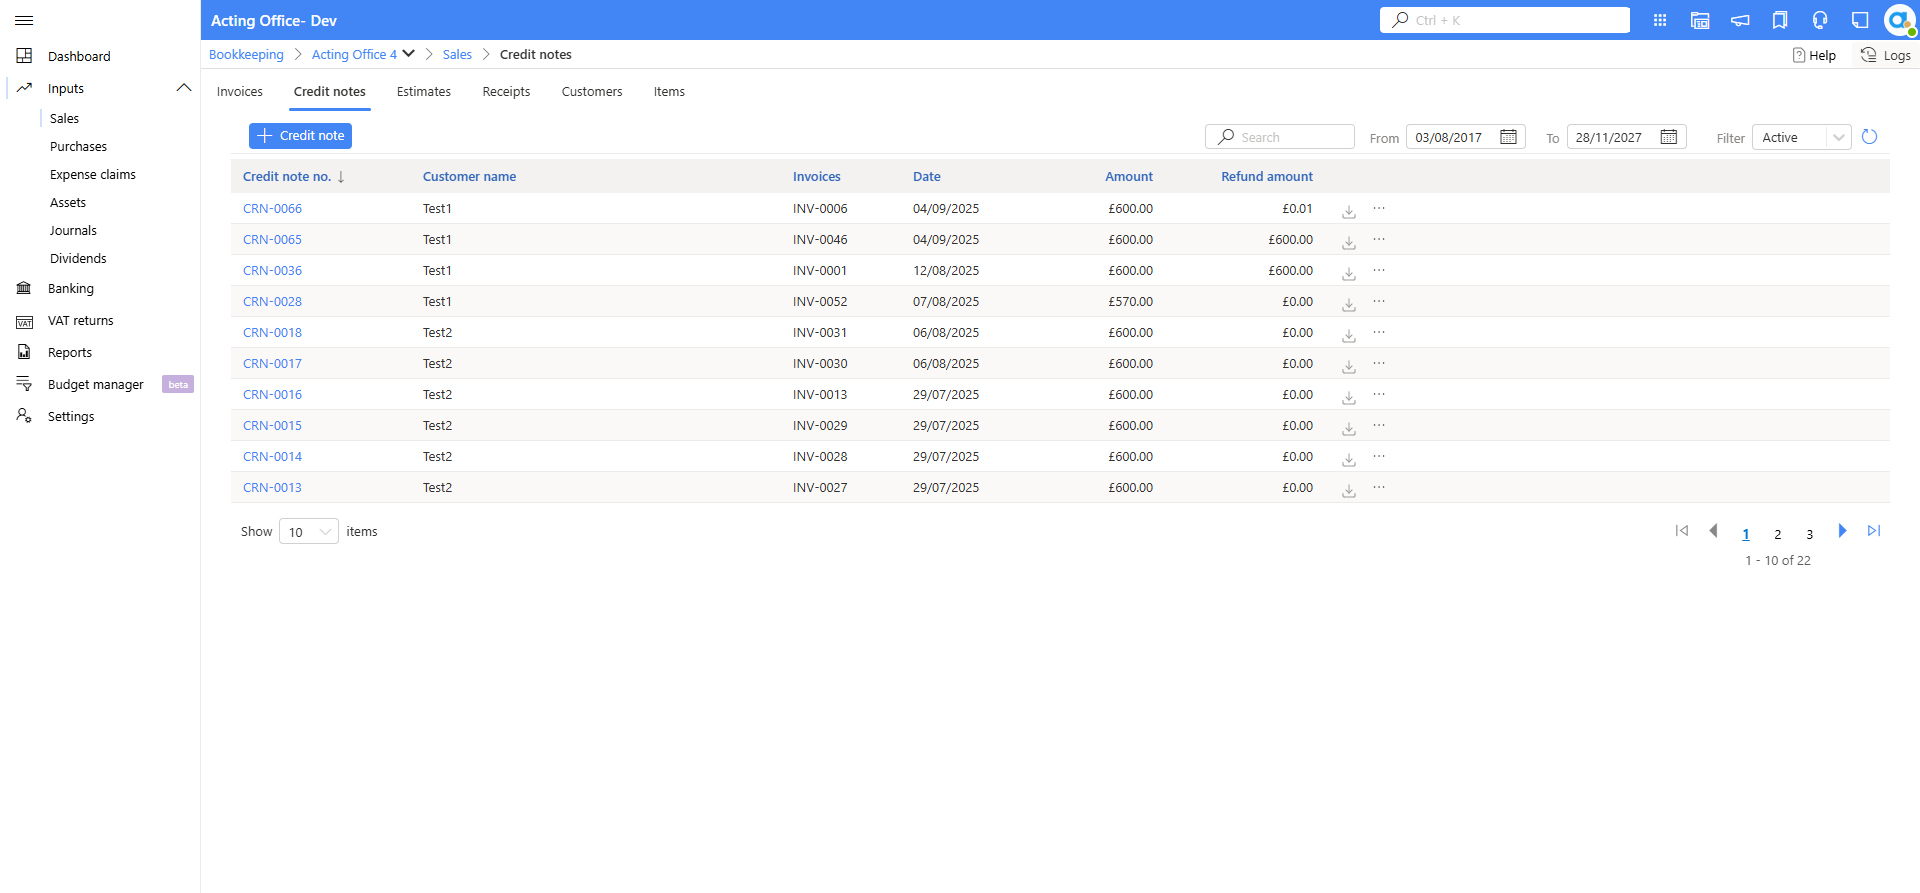 Acting Office- Dev
Ctrl + K
Bookkeeping Acting Office 4 Sales Credit notes
Help Logs
Dashboard
Inputs
Sales
Purchases
Expense claims
Assets
Journals
Dividends
Banking
VAT returns
Reports
Budget manager beta
Settings
Invoices Credit notes Estimates Receipts Customers Items
Credit note
Search From 03/08/2017 To 28/11/2027 Filter Active
Credit note no. ↓ Customer name Invoices Date Amount Refund amount
CRN-0066 Test1 INV-0006 04/09/2025 £600.00 £0.01 ...
CRN-0065 Test1 INV-0046 04/09/2025 £600.00 £600.00 ...
CRN-0036 Test1 INV-0001 12/08/2025 £600.00 £600.00 ...
CRN-0028 Test1 INV-0052 07/08/2025 £570.00 £0.00 ...
CRN-0018 Test2 INV-0031 06/08/2025 £600.00 £0.00 ...
CRN-0017 Test2 INV-0030 06/08/2025 £600.00 £0.00 ...
CRN-0016 Test2 INV-0013 29/07/2025 £600.00 £0.00 ...
CRN-0015 Test2 INV-0029 29/07/2025 £600.00 £0.00 ...
CRN-0014 Test2 INV-0028 29/07/2025 £600.00 £0.00 ...
CRN-0013 Test2 INV-0027 29/07/2025 £600.00 £0.00 ...
Show 10 items
1 2 3
1 - 10 of 22